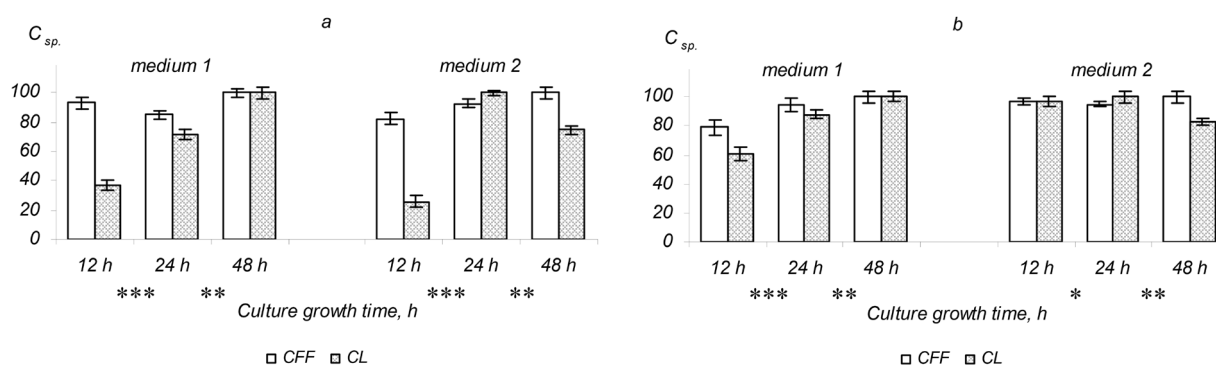 a
C sp.
medium 1 medium 2
100
80
60
40
20
0
12 h 24 h 48 h 12 h 24 h 48 h
*** ** *** **
Culture growth time, h
CFF CL
b
C sp.
medium 1 medium 2
100
80
60
40
20
0
12 h 24 h 48 h 12 h 24 h 48 h
*** ** * **
Culture growth time, h
CFF CL